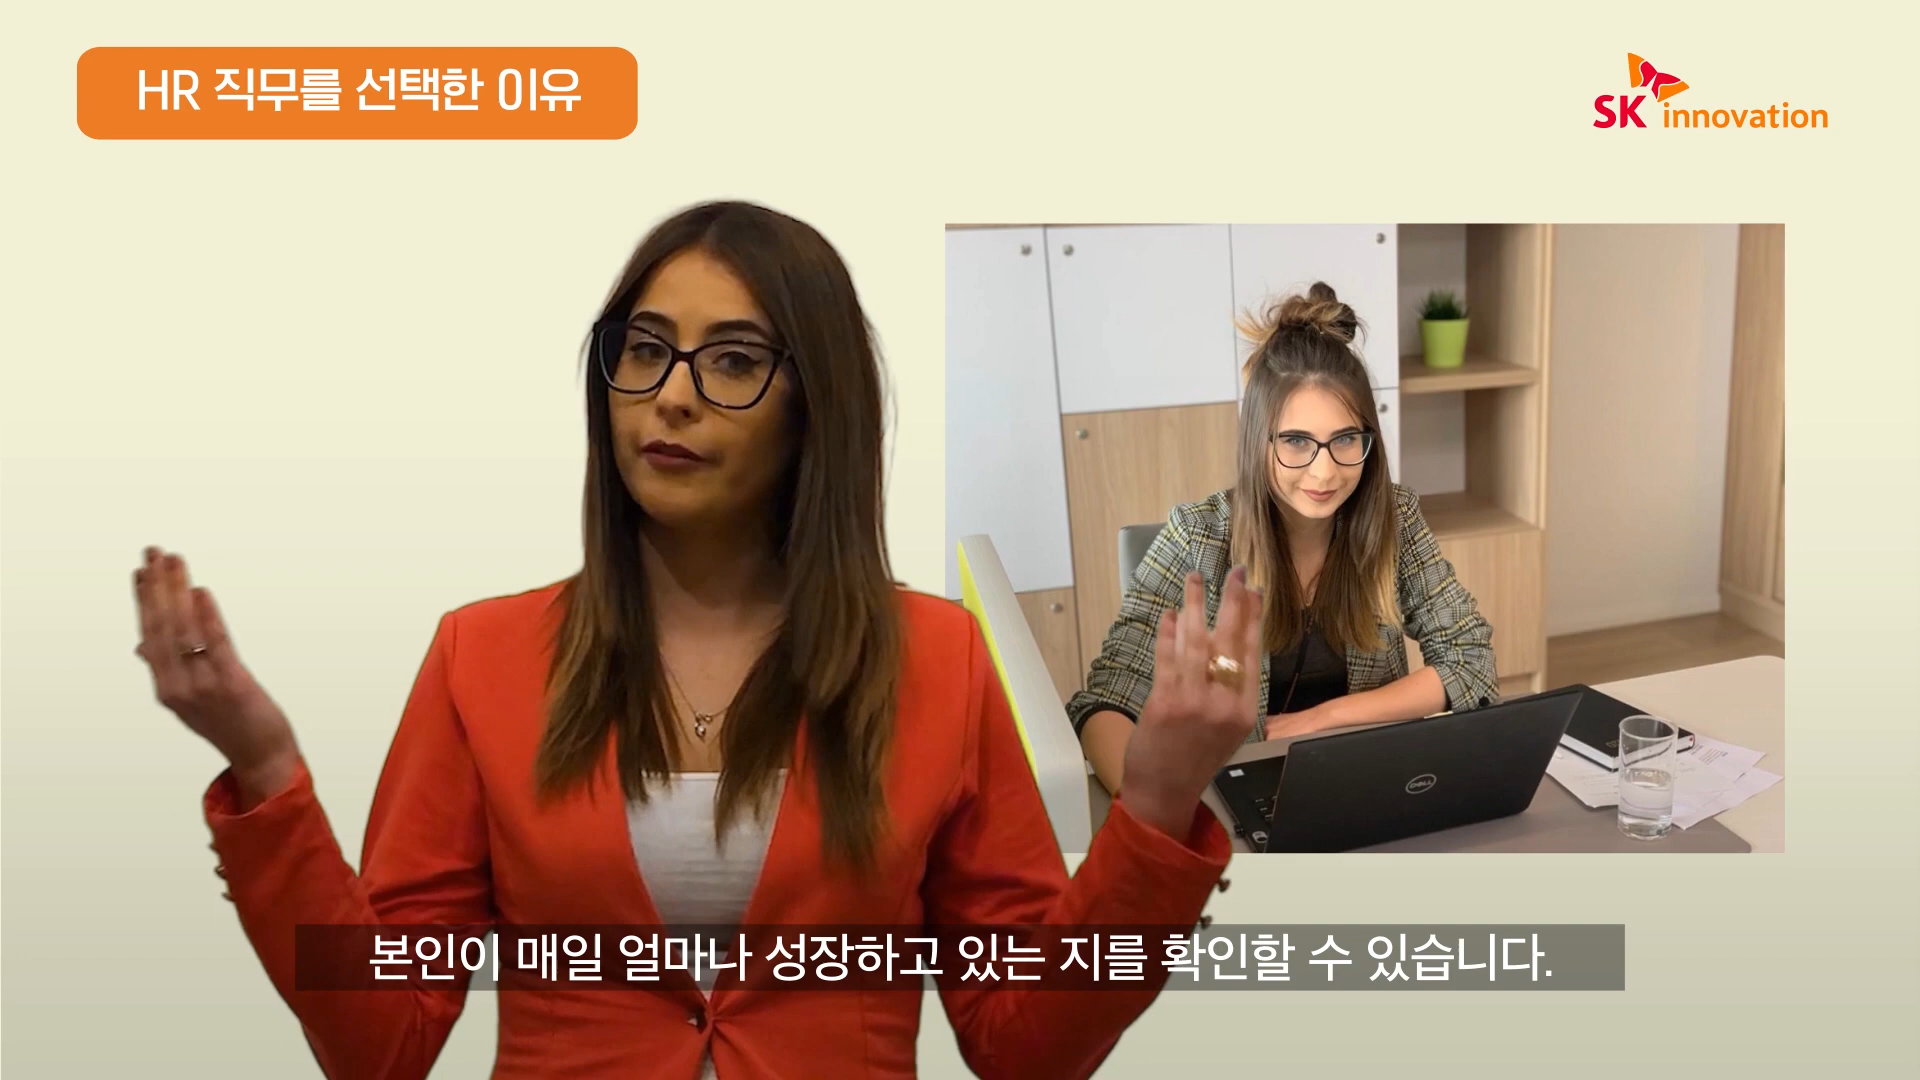 HR 직무를 선택한 이유
SK innovation
DELL
본인이 매일 얼마나 성장하고 있는 지를 확인할 수 있습니다.